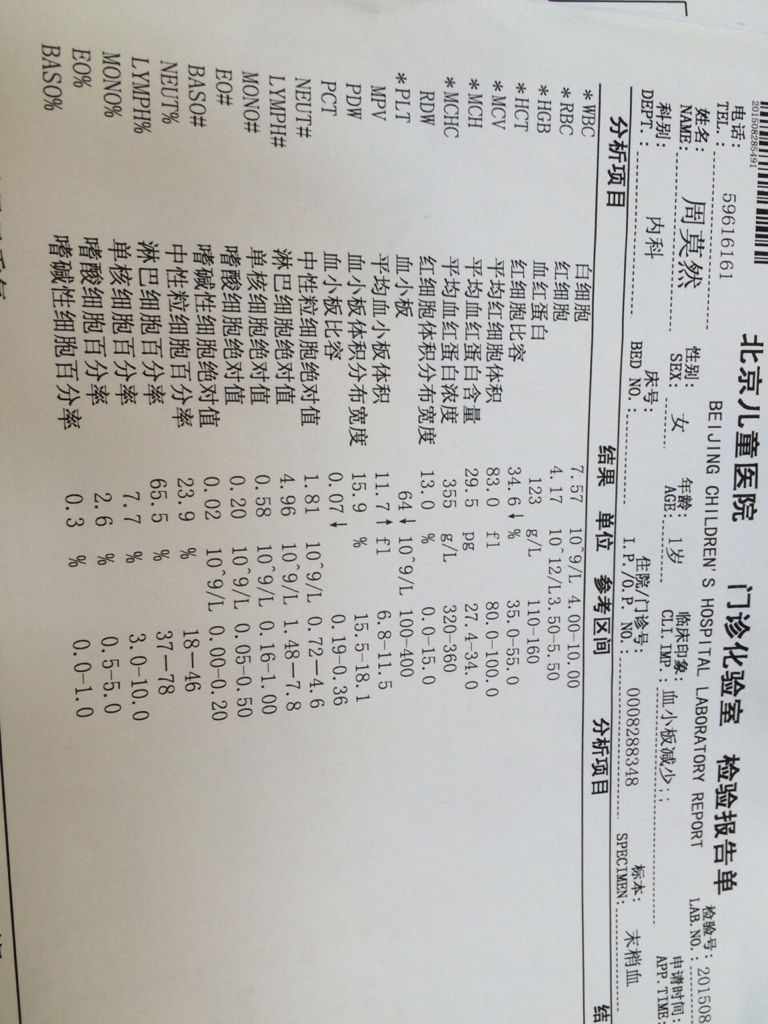 201508285491
北京儿童医院 门诊化验室 检验报告单
BEIJING CHILDREN'S HOSPITAL LABORATORY REPORT
电话: TEL.: 59616161
检验号: LAB.NO.: 201508
姓名: NAME: 周莫然 性别: SEX: 女 年龄: AGE: 1岁 临床印象: CLI.IMP.: 血小板减少;; 申请时间: APP.TIME:
科别: DEPT.: 内科 床号: BED NO.: 住院/门诊号: I.P./O.P. NO.: 0008288348 标本: SPECIMEN: 末梢血
分析项目 结果 单位 参考区间 分析项目 结
*WBC 白细胞 7.57 10^9/L 4.00-10.00
*RBC 红细胞 4.17 10^12/L 3.50-5.50
*HGB 血红蛋白 123 g/L 110-160
*HCT 红细胞比容 34.6↓ % 35.0-55.0
*MCV 平均红细胞体积 83.0 fl 80.0-100.0
*MCH 平均血红蛋白含量 29.5 pg 27.4-34.0
*MCHC 平均血红蛋白浓度 355 g/L 320-360
RDW 红细胞体积分布宽度 13.0 % 0.0-15.0
*PLT 血小板 64↓ 10^9/L 100-400
MPV 平均血小板体积 11.7↑ fl 6.8-11.5
PDW 血小板体积分布宽度 15.9 % 15.5-18.1
PCT 血小板比容 0.07↓ 0.19-0.36
NEUT# 中性粒细胞绝对值 1.81 10^9/L 0.72-4.6
LYMPH# 淋巴细胞绝对值 4.96 10^9/L 1.48-7.8
MONO# 单核细胞绝对值 0.58 10^9/L 0.16-1.00
EO# 嗜酸细胞绝对值 0.20 10^9/L 0.05-0.50
BASO# 嗜碱性细胞绝对值 0.02 10^9/L 0.00-0.20
NEUT% 中性粒细胞百分率 23.9 % 18-46
LYMPH% 淋巴细胞百分率 65.5 % 37-78
MONO% 单核细胞百分率 7.7 % 3.0-10.0
EO% 嗜酸细胞百分率 2.6 % 0.5-5.0
BASO% 嗜碱性细胞百分率 0.3 % 0.0-1.0